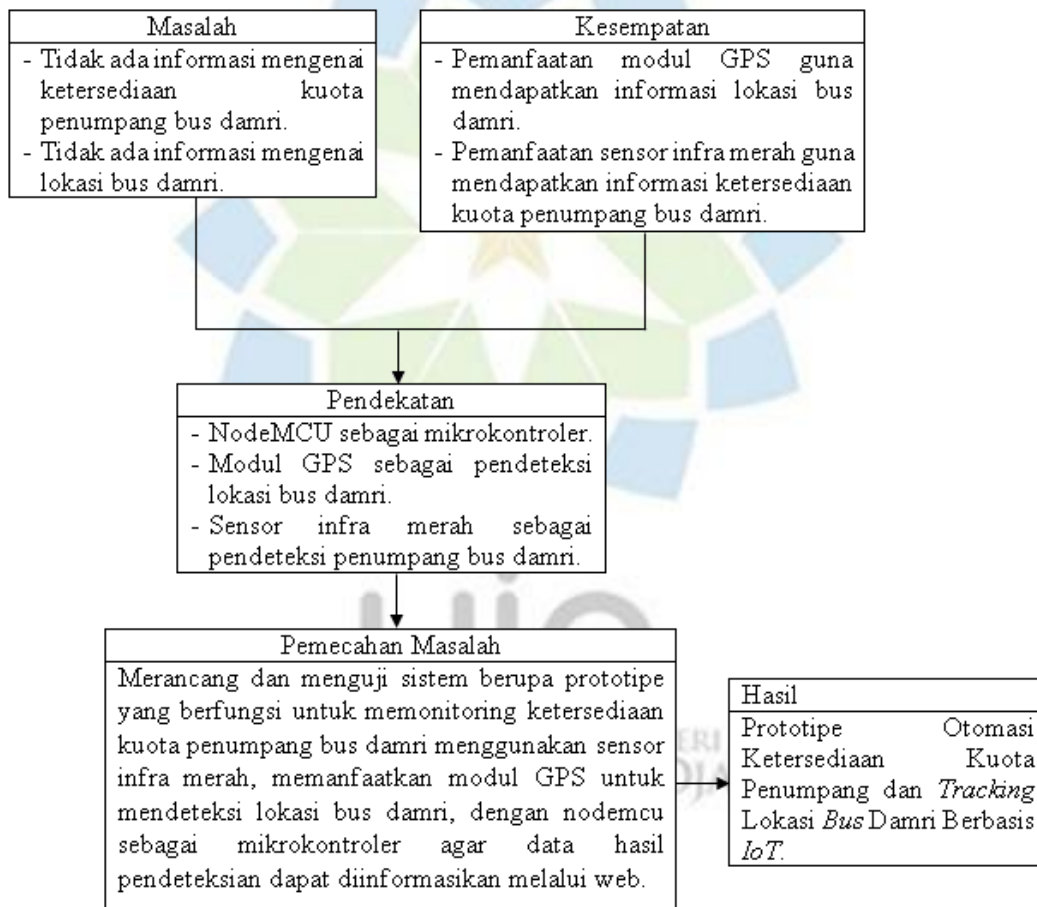 Masalah
- Tidak ada informasi mengenai
ketersediaan kuota
penumpang bus damri.
- Tidak ada informasi mengenai
lokasi bus damri.
Kesempatan
- Pemanfaatan modul GPS guna
mendapatkan informasi lokasi bus
damri.
- Pemanfaatan sensor infra merah guna
mendapatkan informasi ketersediaan
kuota penumpang bus damri.
Pendekatan
- NodeMCU sebagai mikrokontroler.
- Modul GPS sebagai pendeteksi
lokasi bus damri.
- Sensor infra merah sebagai
pendeteksi penumpang bus damri.
Pemecahan Masalah
Merancang dan menguji sistem berupa prototipe
yang berfungsi untuk memonitoring ketersediaan
kuota penumpang bus damri menggunakan sensor
infra merah, memanfaatkan modul GPS untuk
mendeteksi lokasi bus damri, dengan nodemcu
sebagai mikrokontroler agar data hasil
pendeteksian dapat diinformasikan melalui web.
Hasil
Prototipe Otomasi
Ketersediaan Kuota
Penumpang dan Tracking
Lokasi Bus Damri Berbasis
IoT.